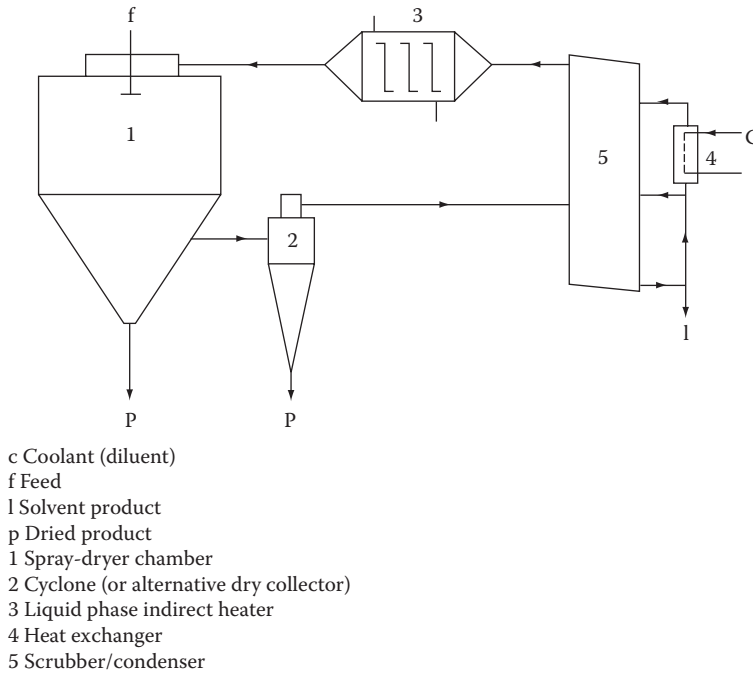 f
3
1
5
C
4
2
l
P
P
c Coolant (diluent)
f Feed
l Solvent product
p Dried product
1 Spray-dryer chamber
2 Cyclone (or alternative dry collector)
3 Liquid phase indirect heater
4 Heat exchanger
5 Scrubber/condenser